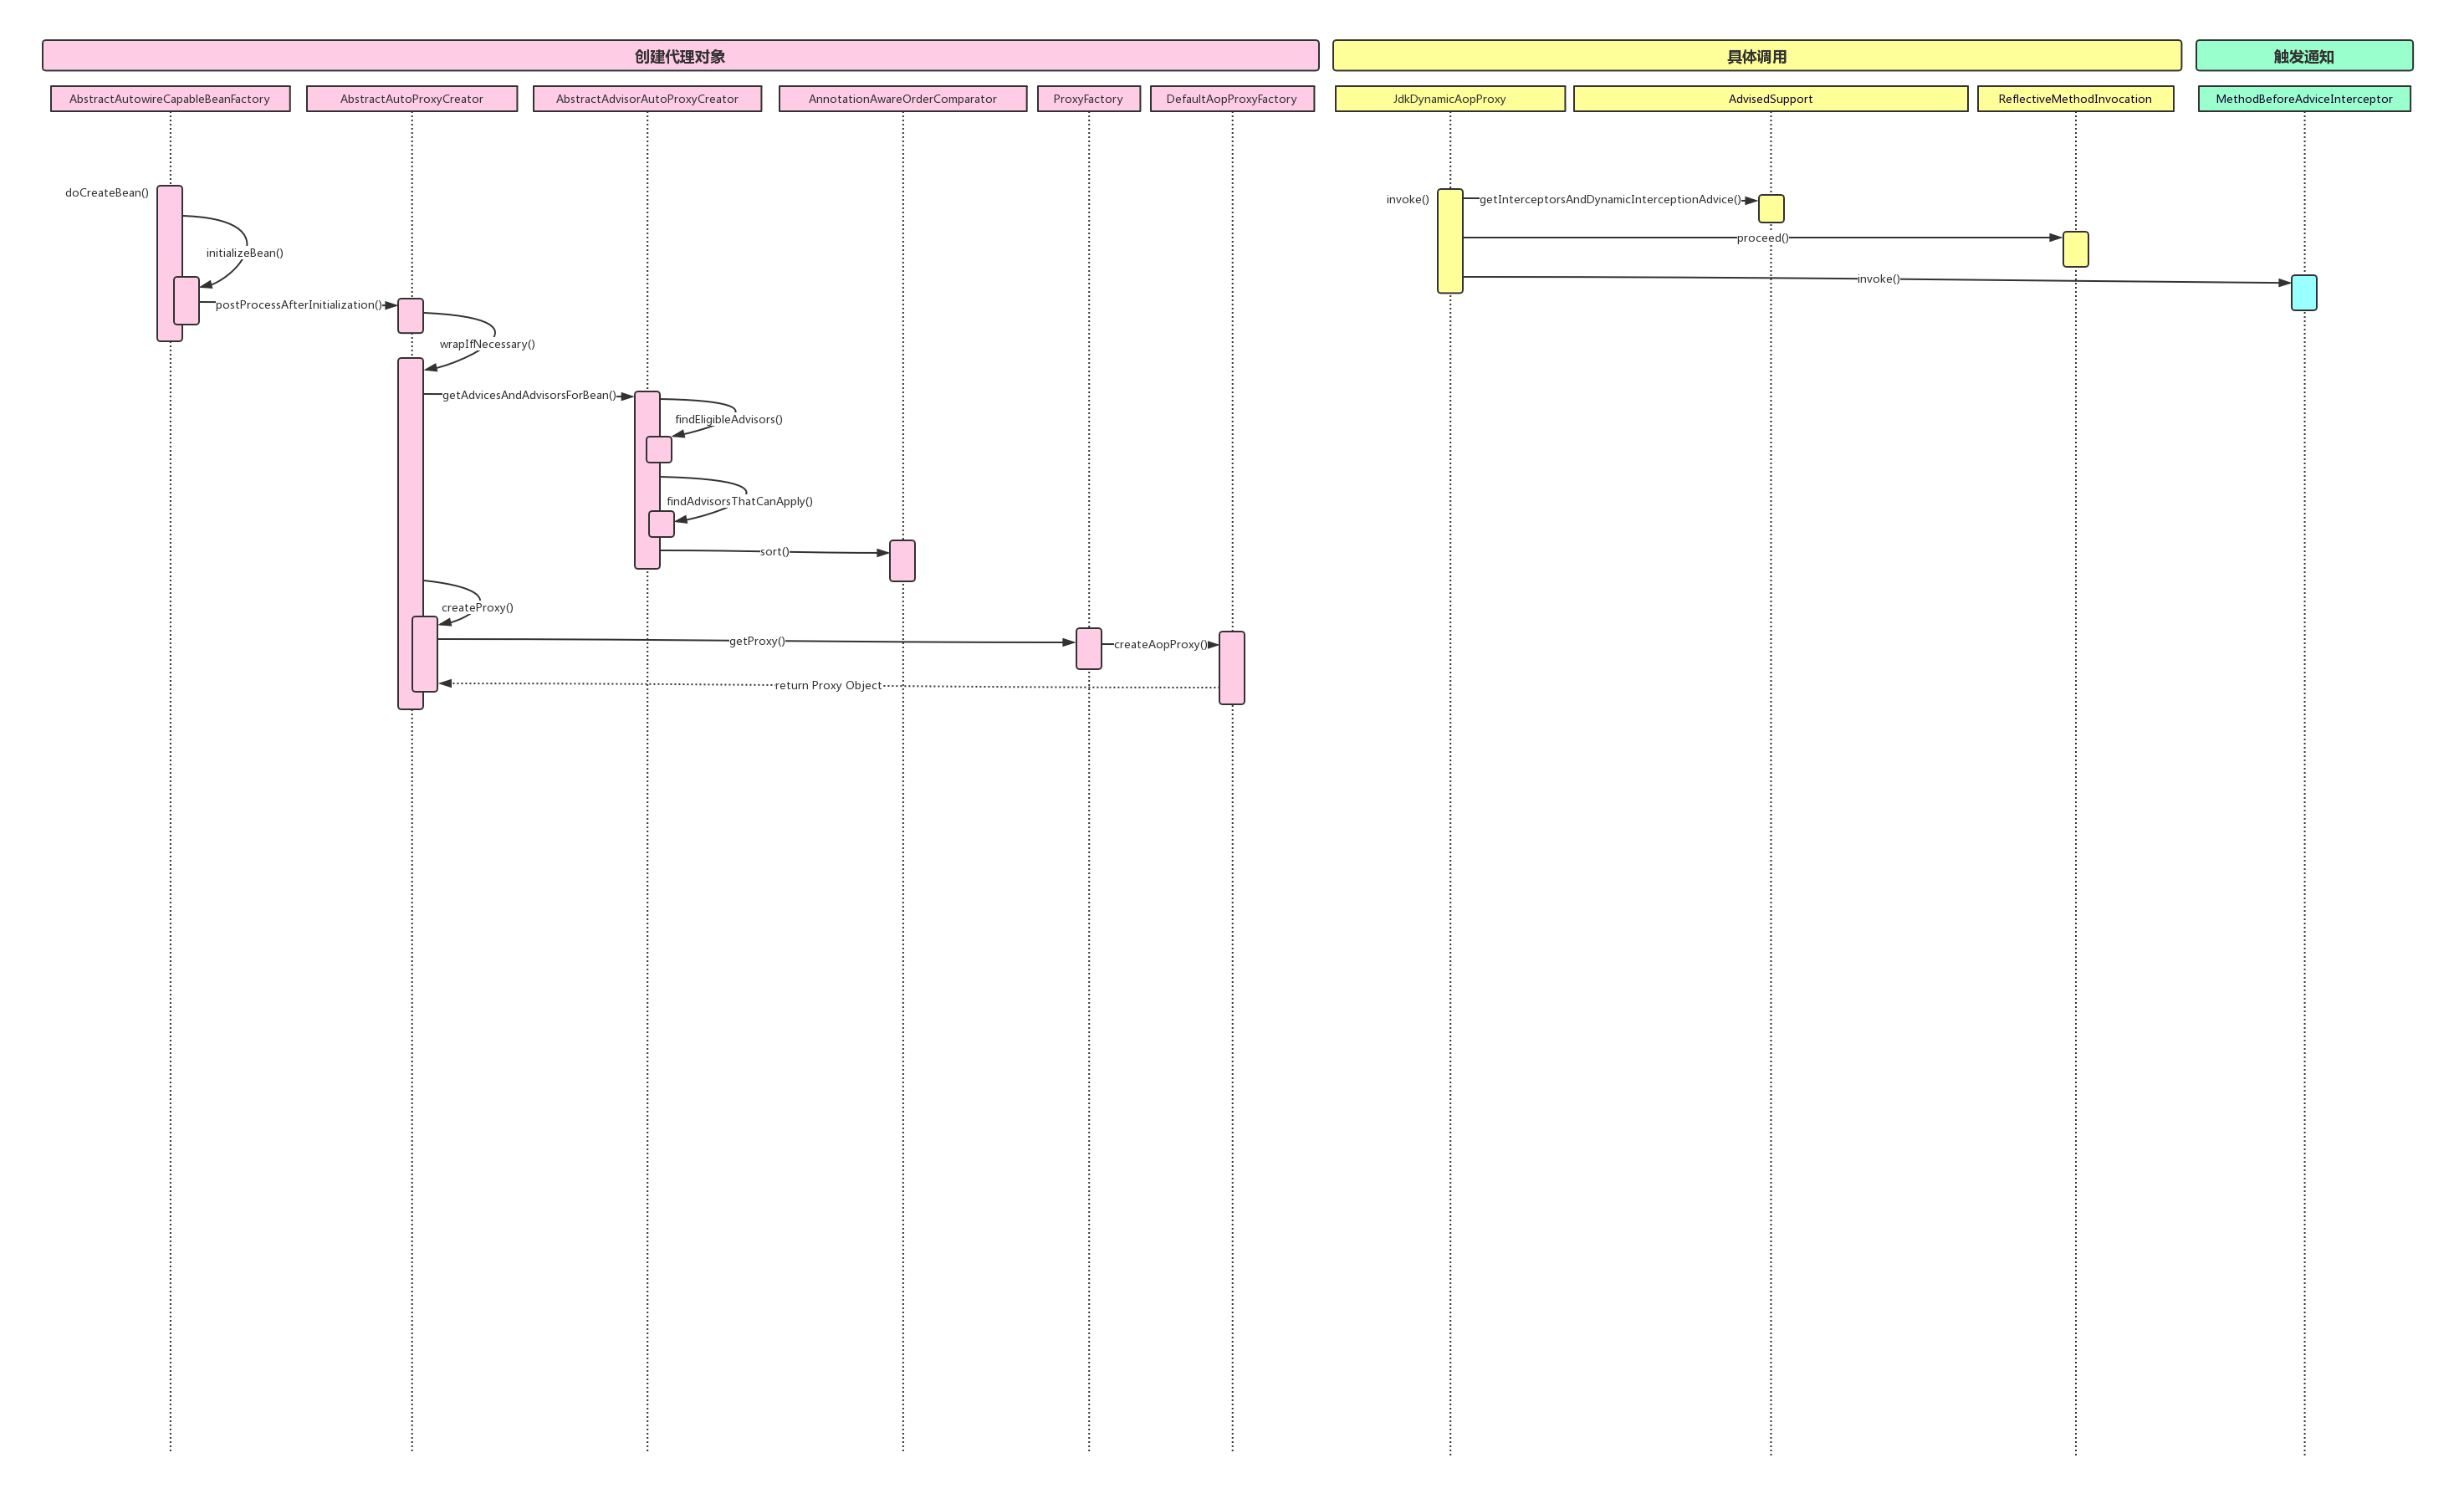 创建代理对象
具体调用
触发通知
AbstractAutowireCapableBeanFactory
AbstractAutoProxyCreator
AbstractAdvisorAutoProxyCreator
AnnotationAwareOrderComparator
ProxyFactory
DefaultAopProxyFactory
JdkDynamicAopProxy
AdvisedSupport
ReflectiveMethodInvocation
MethodBeforeAdviceInterceptor
doCreateBean()
initializeBean()
postProcessAfterInitialization()
wrapIfNecessary()
getAdvicesAndAdvisorsForBean()
findEligibleAdvisors()
findAdvisorsThatCanApply()
sort()
createProxy()
getProxy()
createAopProxy()
return Proxy Object
invoke()
getInterceptorsAndDynamicInterceptionAdvice()
proceed()
invoke()